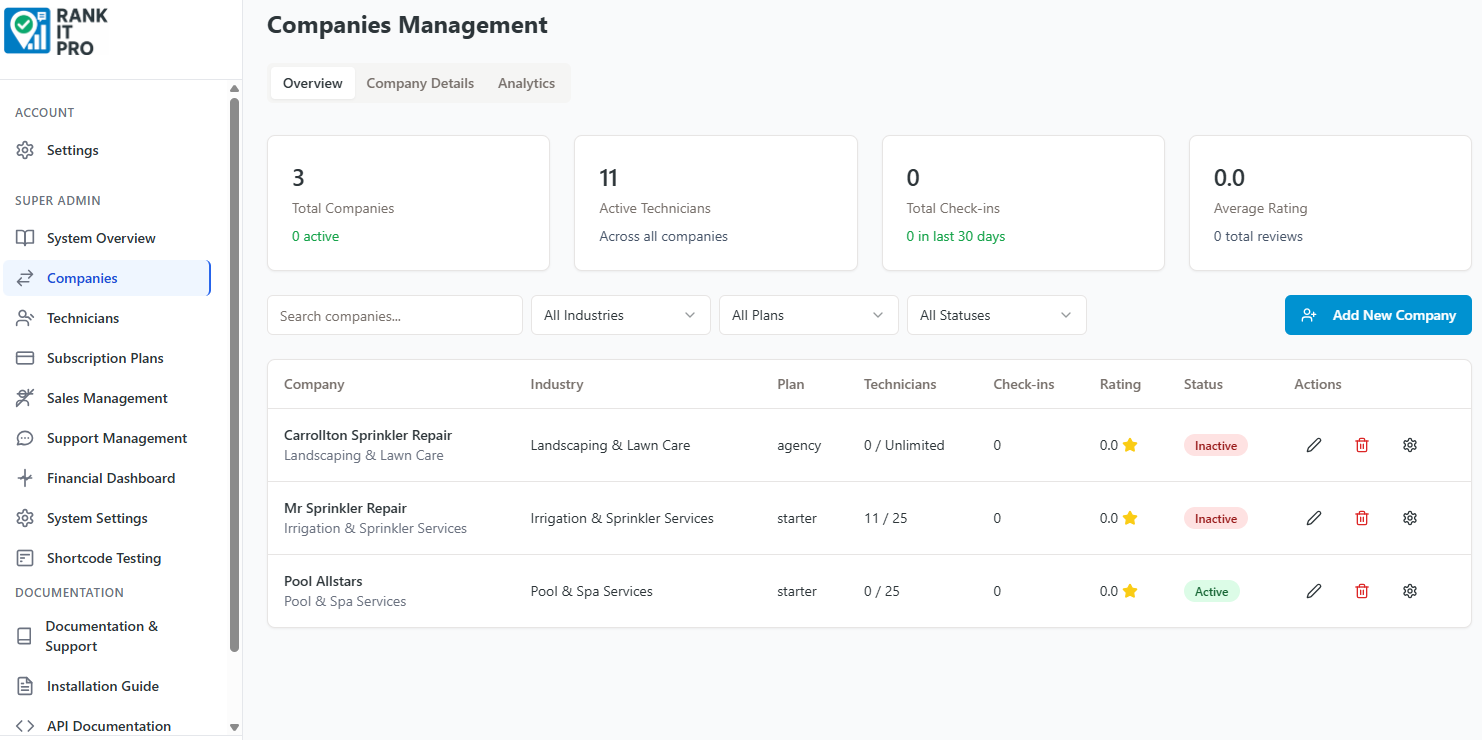 RANK
IT
PRO
ACCOUNT
Settings
SUPER ADMIN
System Overview
Companies
Technicians
Subscription Plans
Sales Management
Support Management
Financial Dashboard
System Settings
Shortcode Testing
DOCUMENTATION
Documentation &
Support
Installation Guide
API Documentation
Companies Management
Overview Company Details Analytics
3
Total Companies
0 active
11
Active Technicians
Across all companies
0
Total Check-ins
0 in last 30 days
0.0
Average Rating
0 total reviews
Search companies... All Industries All Plans All Statuses Add New Company
Company Industry Plan Technicians Check-ins Rating Status Actions
Carrollton Sprinkler Repair
Landscaping & Lawn Care
Landscaping & Lawn Care agency 0 / Unlimited 0 0.0 Inactive
Mr Sprinkler Repair
Irrigation & Sprinkler Services
Irrigation & Sprinkler Services starter 11 / 25 0 0.0 Inactive
Pool Allstars
Pool & Spa Services
Pool & Spa Services starter 0 / 25 0 0.0 Active